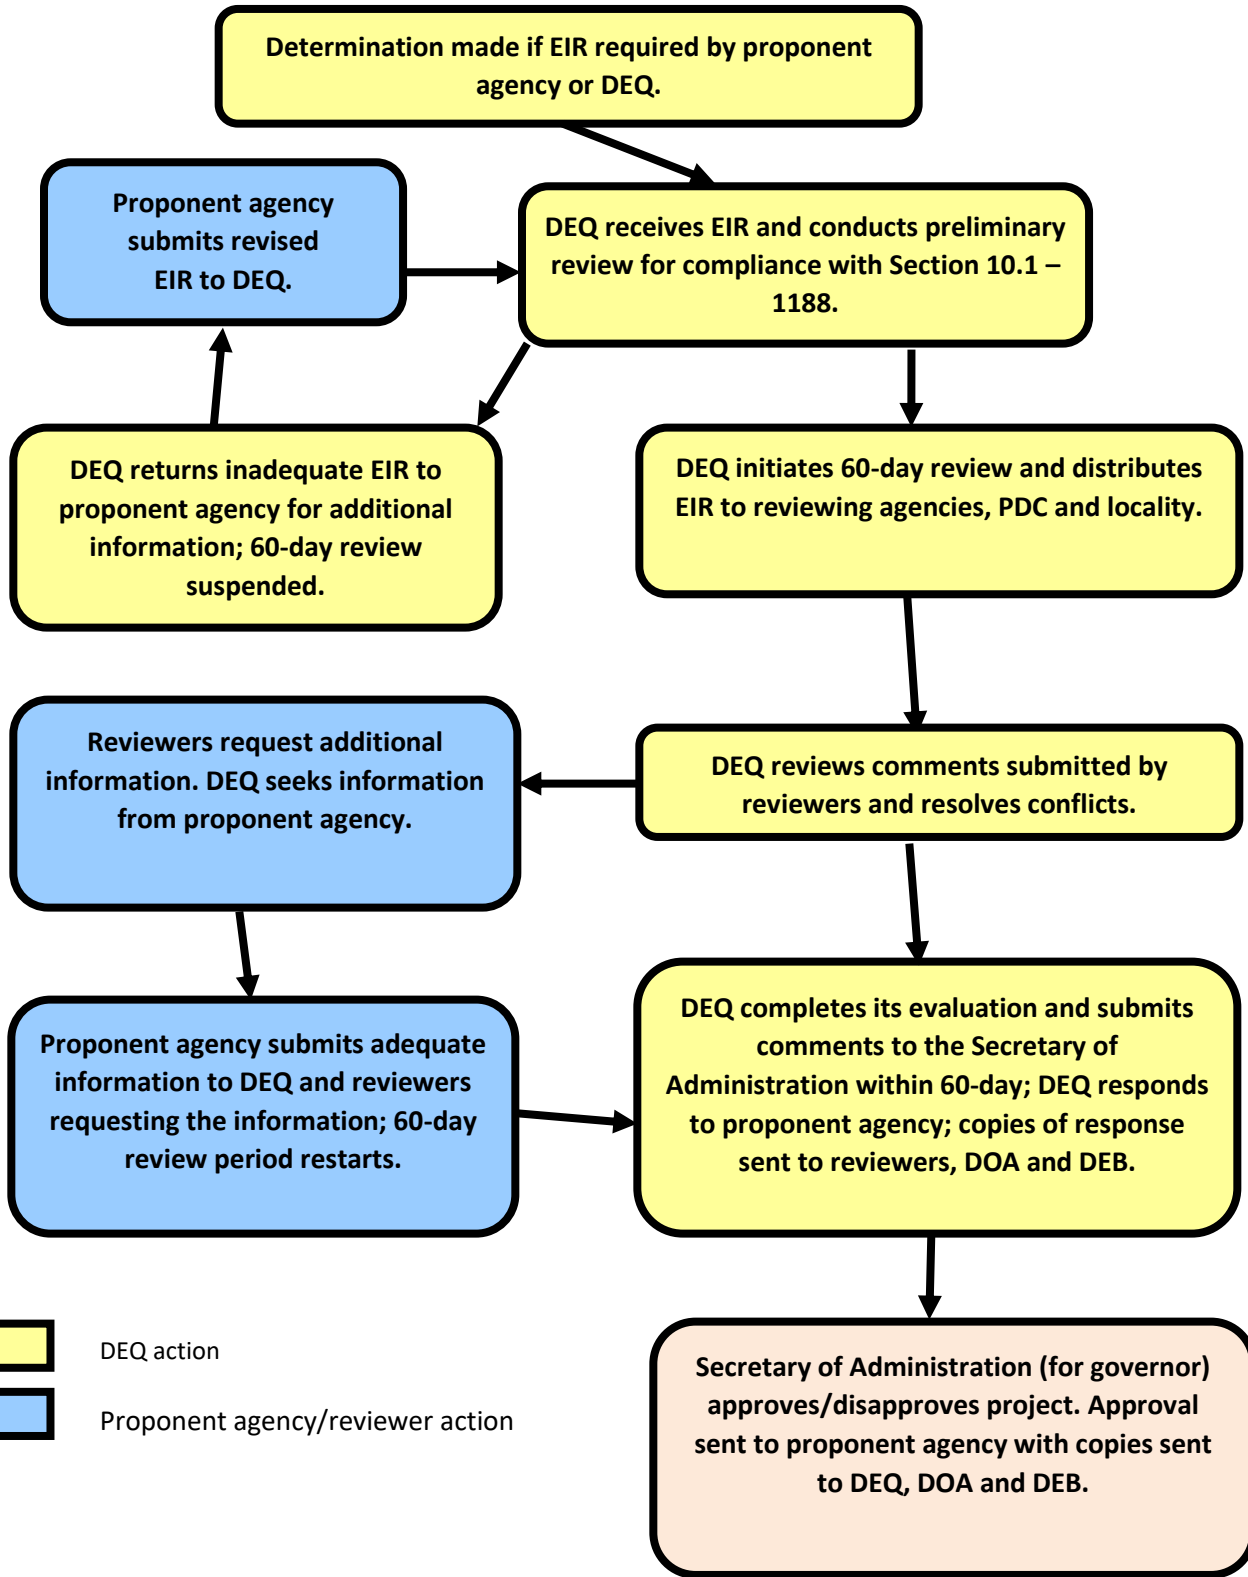 Determination made if EIR required by proponent
agency or DEQ.
Proponent agency
submits revised
EIR to DEQ.
DEQ receives EIR and conducts preliminary
review for compliance with Section 10.1 –
1188.
DEQ returns inadequate EIR to
proponent agency for additional
information; 60-day review
suspended.
DEQ initiates 60-day review and distributes
EIR to reviewing agencies, PDC and locality.
Reviewers request additional
information. DEQ seeks information
from proponent agency.
DEQ reviews comments submitted by
reviewers and resolves conflicts.
Proponent agency submits adequate
information to DEQ and reviewers
requesting the information; 60-day
review period restarts.
DEQ completes its evaluation and submits
comments to the Secretary of
Administration within 60-day; DEQ responds
to proponent agency; copies of response
sent to reviewers, DOA and DEB.
DEQ action
Proponent agency/reviewer action
Secretary of Administration (for governor)
approves/disapproves project. Approval
sent to proponent agency with copies sent
to DEQ, DOA and DEB.